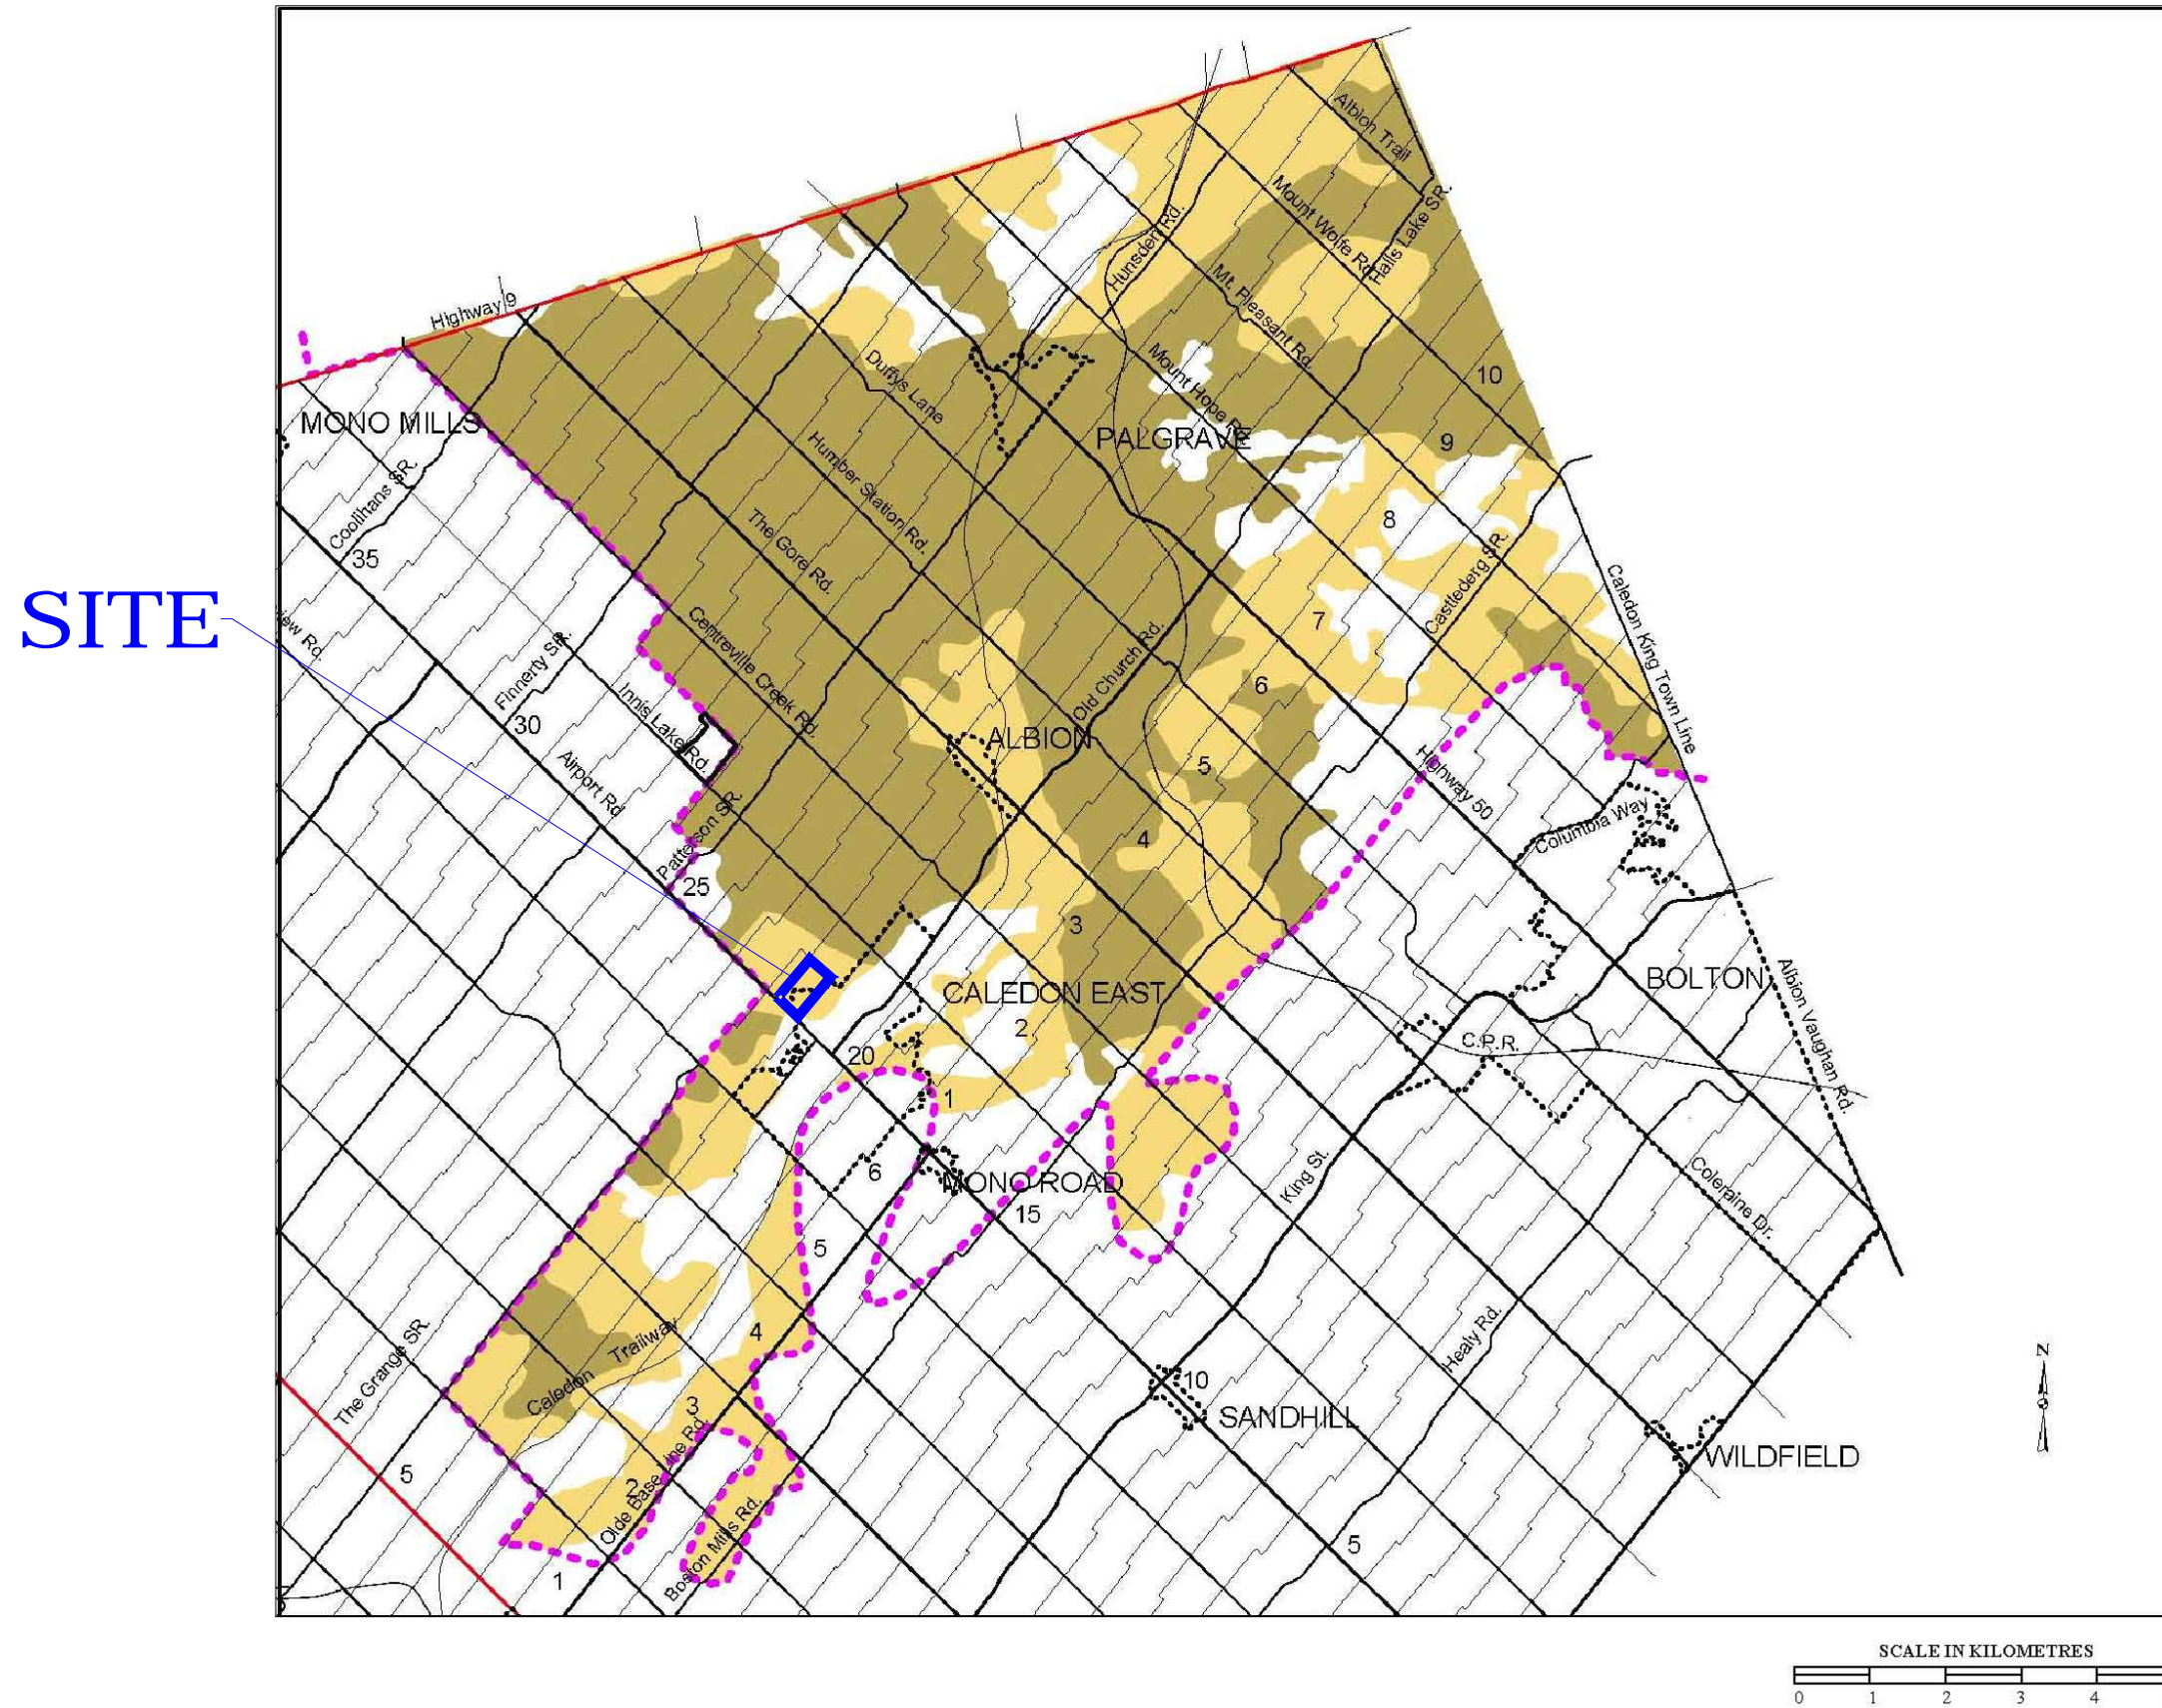 Albion Trail
Mount Wolfe Rd.
Halls Lake SR.
Hunsden Rd.
Mt. Pleasant Rd.
Highway 9
Duffys Lane
Mount Hope Rd.
10
MONO MILLS
PALGRAVE
9
Humber Station Rd.
Coolihans SR.
The Gore Rd.
8
35
Castlederg SR.
Caledon King Town Line
SITE
Rd.
7
Centreville Creek Rd.
Old Church Rd.
Finnerty SR.
6
Innis Lake Rd.
30
ALBION
5
Airport Rd
Highway 50
Columbia Way
Patterson SR.
4
25
3
CALEDON EAST
BOLTON
Albion Vaughan Rd.
2
20
C.P.R.
1
6
MONO ROAD
King St.
Coleraine Dr.
15
5
4
Caledon Trailway
The Grange SR.
Healy Rd.
10
3
SANDHILL
WILDFIELD
5
2
Olde Base Line Rd.
Boston Mills Rd.
5
1
N
SCALE IN KILOMETRES
0 1 2 3 4